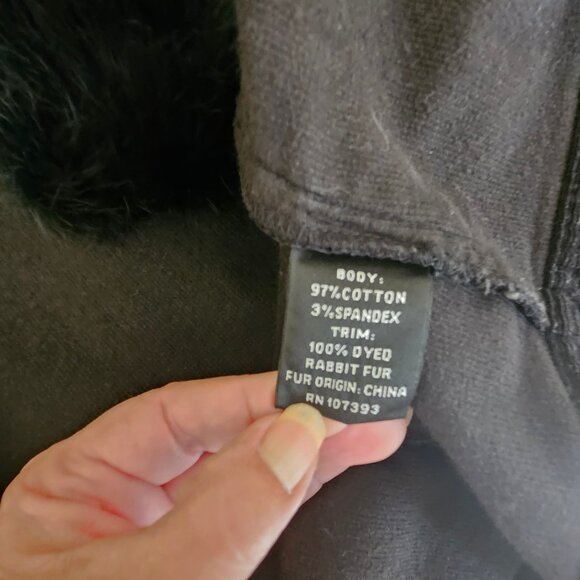 BODY:
97%COTTON
3%SPANDEX
TRIM:
100% DYED
RABBIT FUR
FUR ORIGIN: CHINA
RN 107393